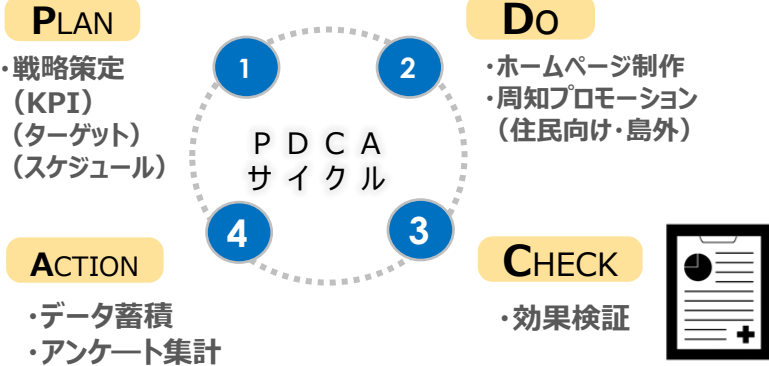 PLAN
・戦略策定
（KPI）
（ターゲット）
（スケジュール）
1
2
DO
・ホームページ制作
・周知プロモーション
（住民向け・島外）
PDCA
サイクル
4
3
ACTION
・データ蓄積
・アンケート集計
CHECK
・効果検証